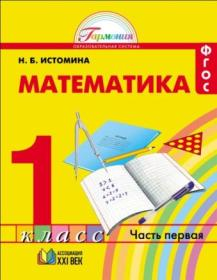 Гармония
ОБРАЗОВАТЕЛЬНАЯ СИСТЕМА
Н. Б. ИСТОМИНА
ФГОС
МАТЕМАТИКА
1
класс
Часть первая
АССОЦИАЦИЯ
XXI ВЕК